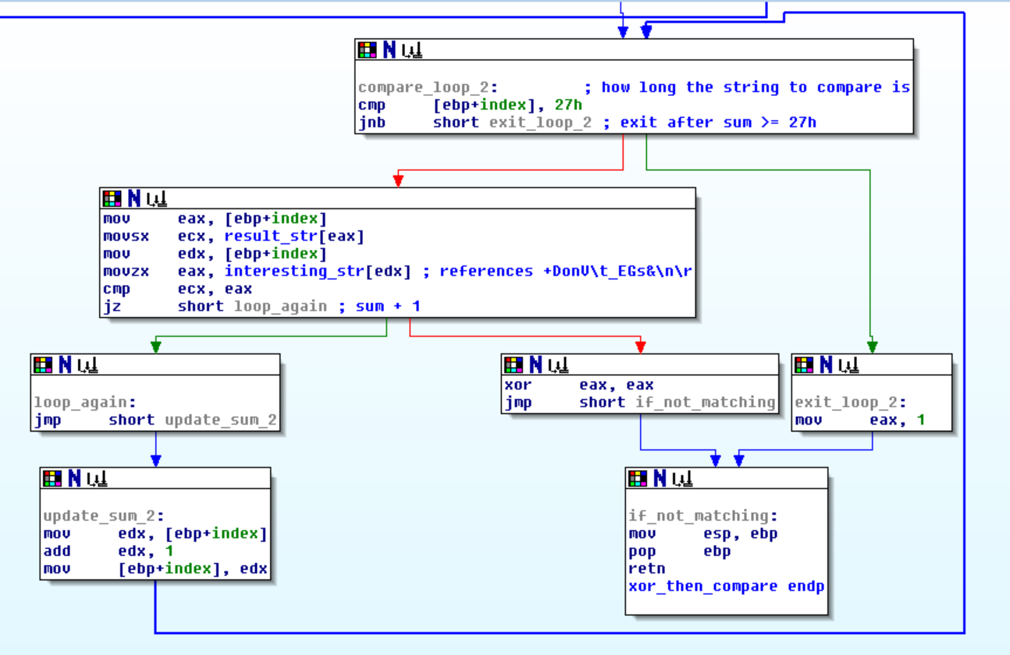 compare_loop_2: ; how long the string to compare is
cmp [ebp+index], 27h
jnb short exit_loop_2 ; exit after sum >= 27h
mov eax, [ebp+index]
movsx ecx, result_str[eax]
mov edx, [ebp+index]
movzx eax, interesting_str[edx] ; references +DonV\t_EGs&\n\r
cmp ecx, eax
jz short loop_again ; sum + 1
loop_again:
jmp short update_sum_2
xor eax, eax
jmp short if_not_matching
exit_loop_2:
mov eax, 1
update_sum_2:
mov edx, [ebp+index]
add edx, 1
mov [ebp+index], edx
if_not_matching:
mov esp, ebp
pop ebp
retn
xor_then_compare endp